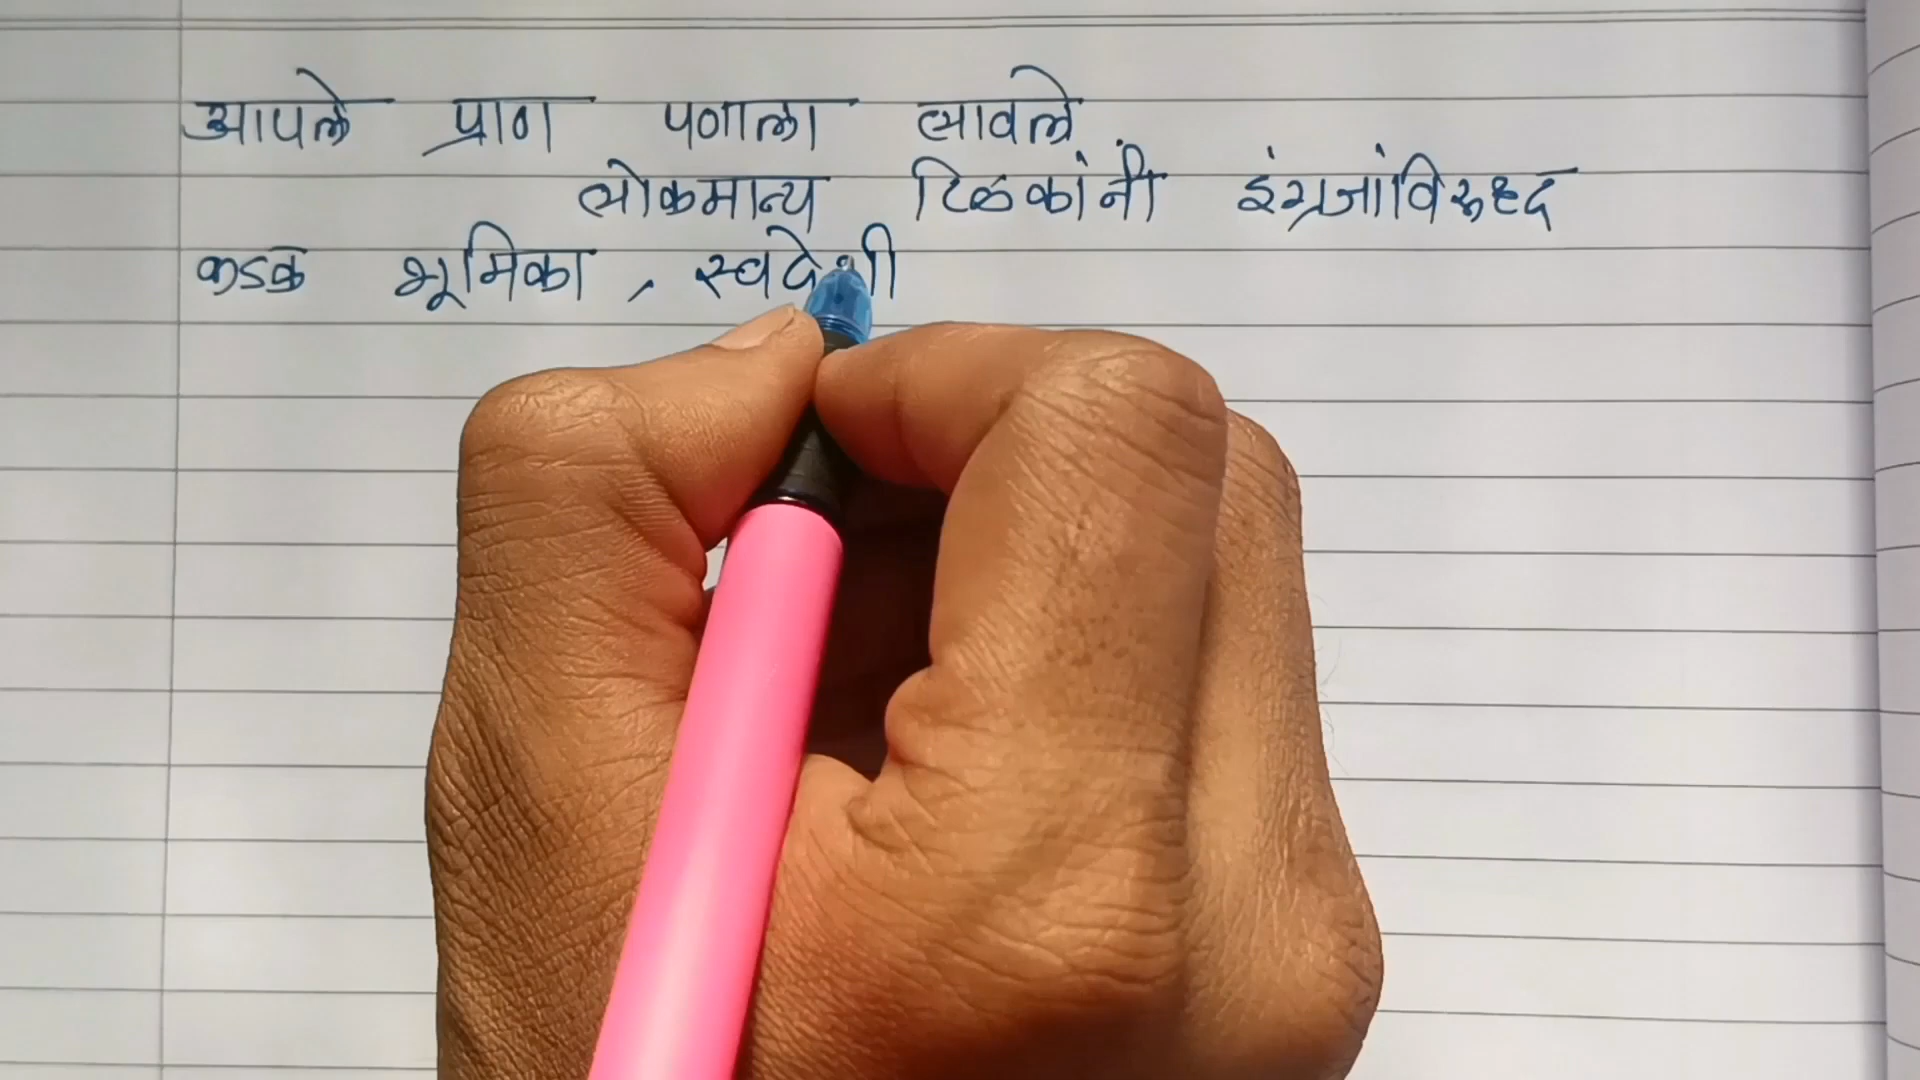 आपले प्राण पणाला लावले
लोकमान्य टिळकांनी इंग्रजांविरुद्ध
कडक भूमिका, स्वदेशी